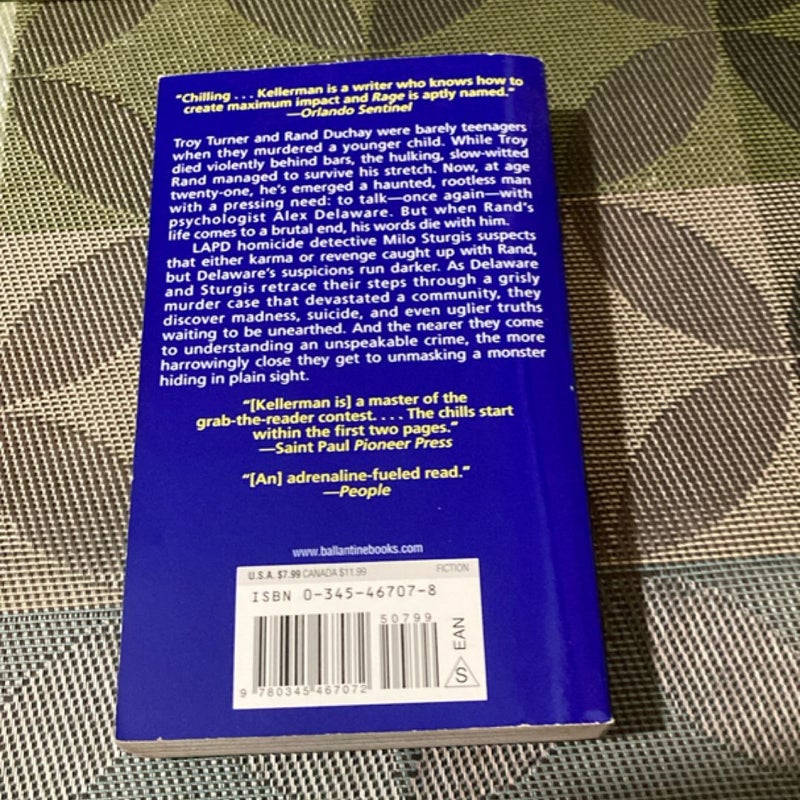 "Chilling . . . Kellerman is a writer who knows how to
create maximum impact and Rage is aptly named."
—Orlando Sentinel
Troy Turner and Rand Duchay were barely teenagers
when they murdered a younger child. While Troy
died violently behind bars, the hulking, slow-witted
Rand managed to survive his stretch. Now, at age
twenty-one, he's emerged a haunted, rootless man
with a pressing need: to talk—once again—with
psychologist Alex Delaware. But when Rand's
life comes to a brutal end, his words die with him.
LAPD homicide detective Milo Sturgis suspects
that either karma or revenge caught up with Rand,
but Delaware's suspicions run darker. As Delaware
and Sturgis retrace their steps through a grisly
murder case that devastated a community, they
discover madness, suicide, and even uglier truths
waiting to be unearthed. And the nearer they come
to understanding an unspeakable crime, the more
harrowingly close they get to unmasking a monster
hiding in plain sight.
"[Kellerman is] a master of the
grab-the-reader contest. . . . The chills start
within the first two pages."
—Saint Paul Pioneer Press
"[An] adrenaline-fueled read."
—People
www.ballantinebooks.com
U.S.A. $7.99 CANADA $11.99 FICTION
ISBN 0-345-46707-8
50799
EAN
S
9 780345 467072